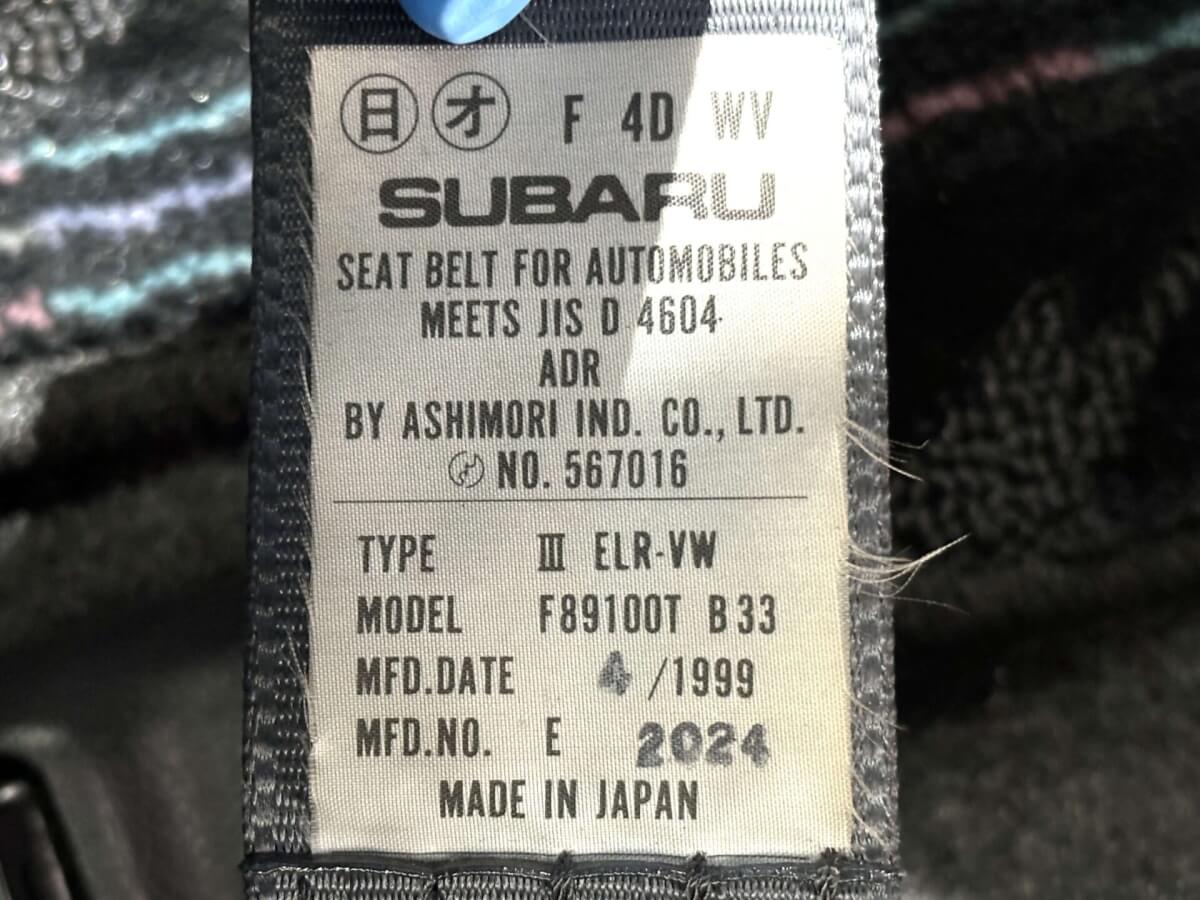 日 オ F 4D WV
SUBARU
SEAT BELT FOR AUTOMOBILES
MEETS JIS D 4604
ADR
BY ASHIMORI IND. CO., LTD.
NO. 567016
TYPE III ELR-VW
MODEL F89100T B33
MFD.DATE 4 /1999
MFD.NO. E 2024
MADE IN JAPAN